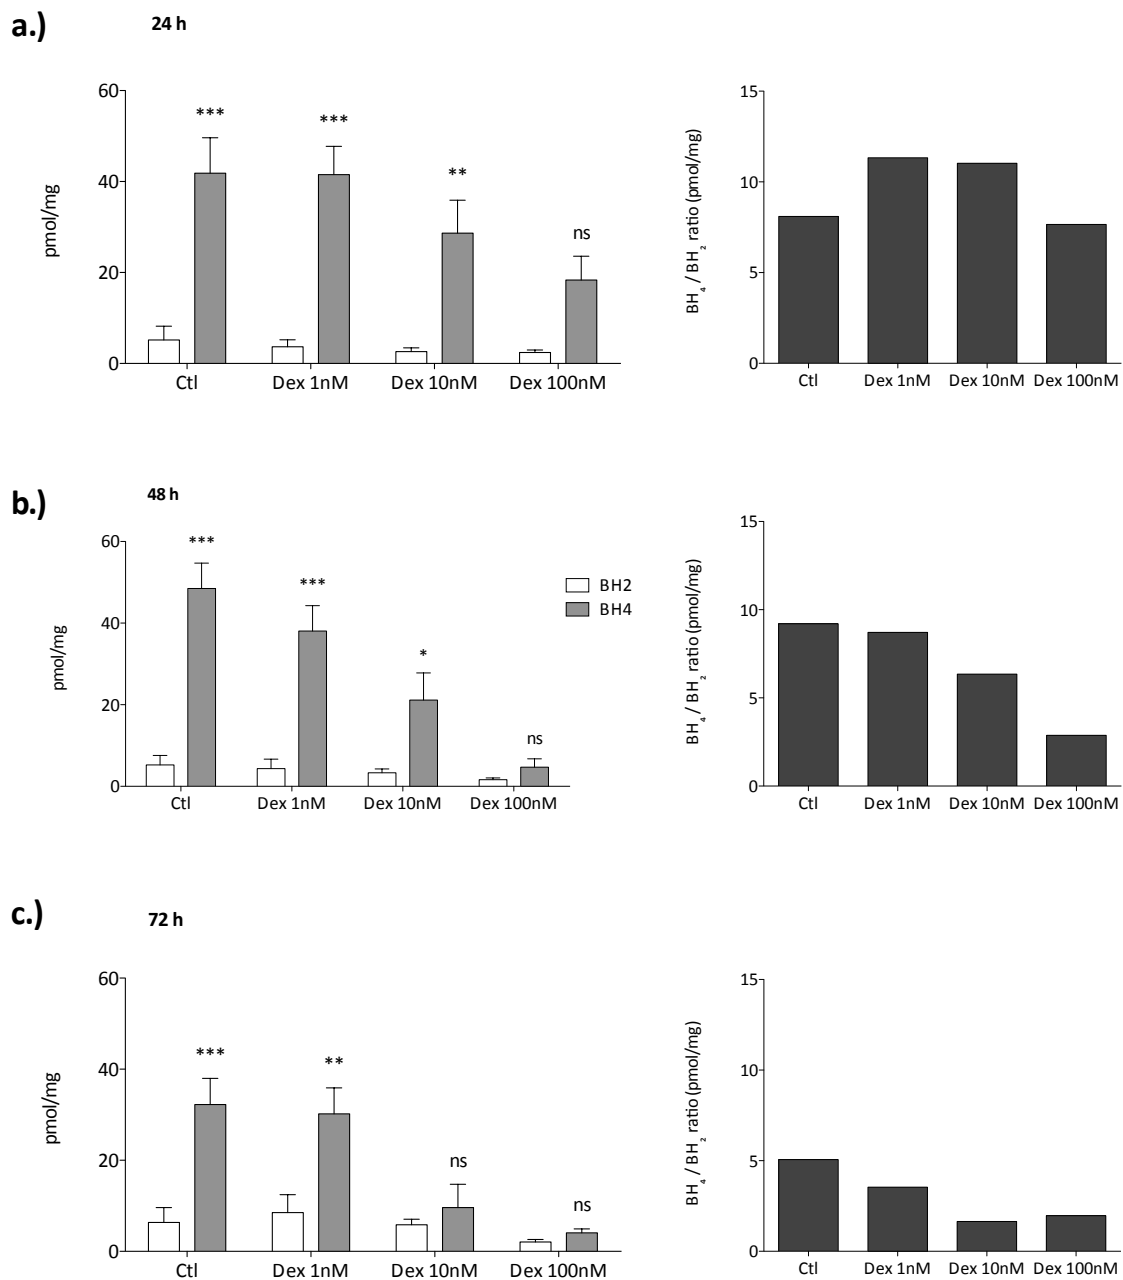 a.)
24 h
60
40
20
0
pmol/mg
***
***
**
ns
Ctl
Dex 1nM
Dex 10nM
Dex 100nM
15
10
5
0
BH₄ / BH₂ ratio (pmol/mg)
Ctl
Dex 1nM
Dex 10nM
Dex 100nM
b.)
48 h
60
40
20
0
pmol/mg
***
***
*
ns
Ctl
Dex 1nM
Dex 10nM
Dex 100nM
BH2
BH4
15
10
5
0
BH₄ / BH₂ ratio (pmol/mg)
Ctl
Dex 1nM
Dex 10nM
Dex 100nM
c.)
72 h
60
40
20
0
pmol/mg
***
**
ns
ns
Ctl
Dex 1nM
Dex 10nM
Dex 100nM
15
10
5
0
BH₄ / BH₂ ratio (pmol/mg)
Ctl
Dex 1nM
Dex 10nM
Dex 100nM